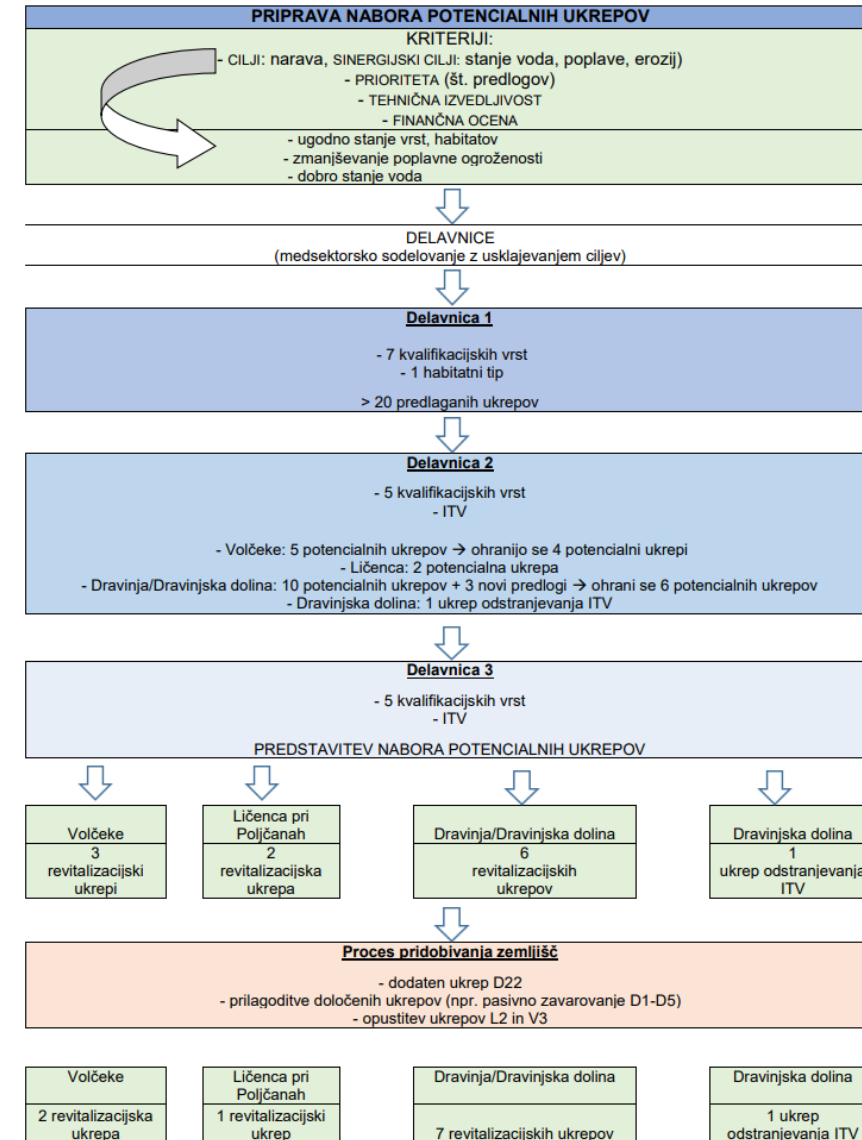 PRIPRAVA NABORA POTENCIALNIH UKREPOV
KRITERIJI:
- CILJI: narava, SINERGIJSKI CILJI: stanje voda, poplave, erozij)
- PRIORITETA (št. predlogov)
- TEHNIČNA IZVEDLJIVOST
- FINANČNA OCENA
- ugodno stanje vrst, habitatov
- zmanjševanje poplavne ogroženosti
- dobro stanje voda
DELAVNICE
(medsektorsko sodelovanje z usklajevanjem ciljev)
Delavnica 1
- 7 kvalifikacijskih vrst
- 1 habitatni tip
> 20 predlaganih ukrepov
Delavnica 2
- 5 kvalifikacijskih vrst
- ITV
- Volčeke: 5 potencialnih ukrepov → ohranijo se 4 potencialni ukrepi
- Ličenca: 2 potencialna ukrepa
- Dravinja/Dravinjska dolina: 10 potencialnih ukrepov + 3 novi predlogi → ohrani se 6 potencialnih ukrepov
- Dravinjska dolina: 1 ukrep odstranjevanja ITV
Delavnica 3
- 5 kvalifikacijskih vrst
- ITV
PREDSTAVITEV NABORA POTENCIALNIH UKREPOV
Volčeke
3
revitalizacijski
ukrepi
Ličenca pri
Poljčanah
2
revitalizacijska
ukrepa
Dravinja/Dravinjska dolina
6
revitalizacijskih
ukrepov
Dravinjska dolina
1
ukrep odstranjevanja
ITV
Proces pridobivanja zemljišč
- dodaten ukrep D22
- prilagoditve določenih ukrepov (npr. pasivno zavarovanje D1-D5)
- opustitev ukrepov L2 in V3
Volčeke
2 revitalizacijska
ukrepa
Ličenca pri
Poljčanah
1 revitalizacijski
ukrep
Dravinja/Dravinjska dolina
7 revitalizacijskih ukrepov
Dravinjska dolina
1 ukrep
odstranjevanja ITV